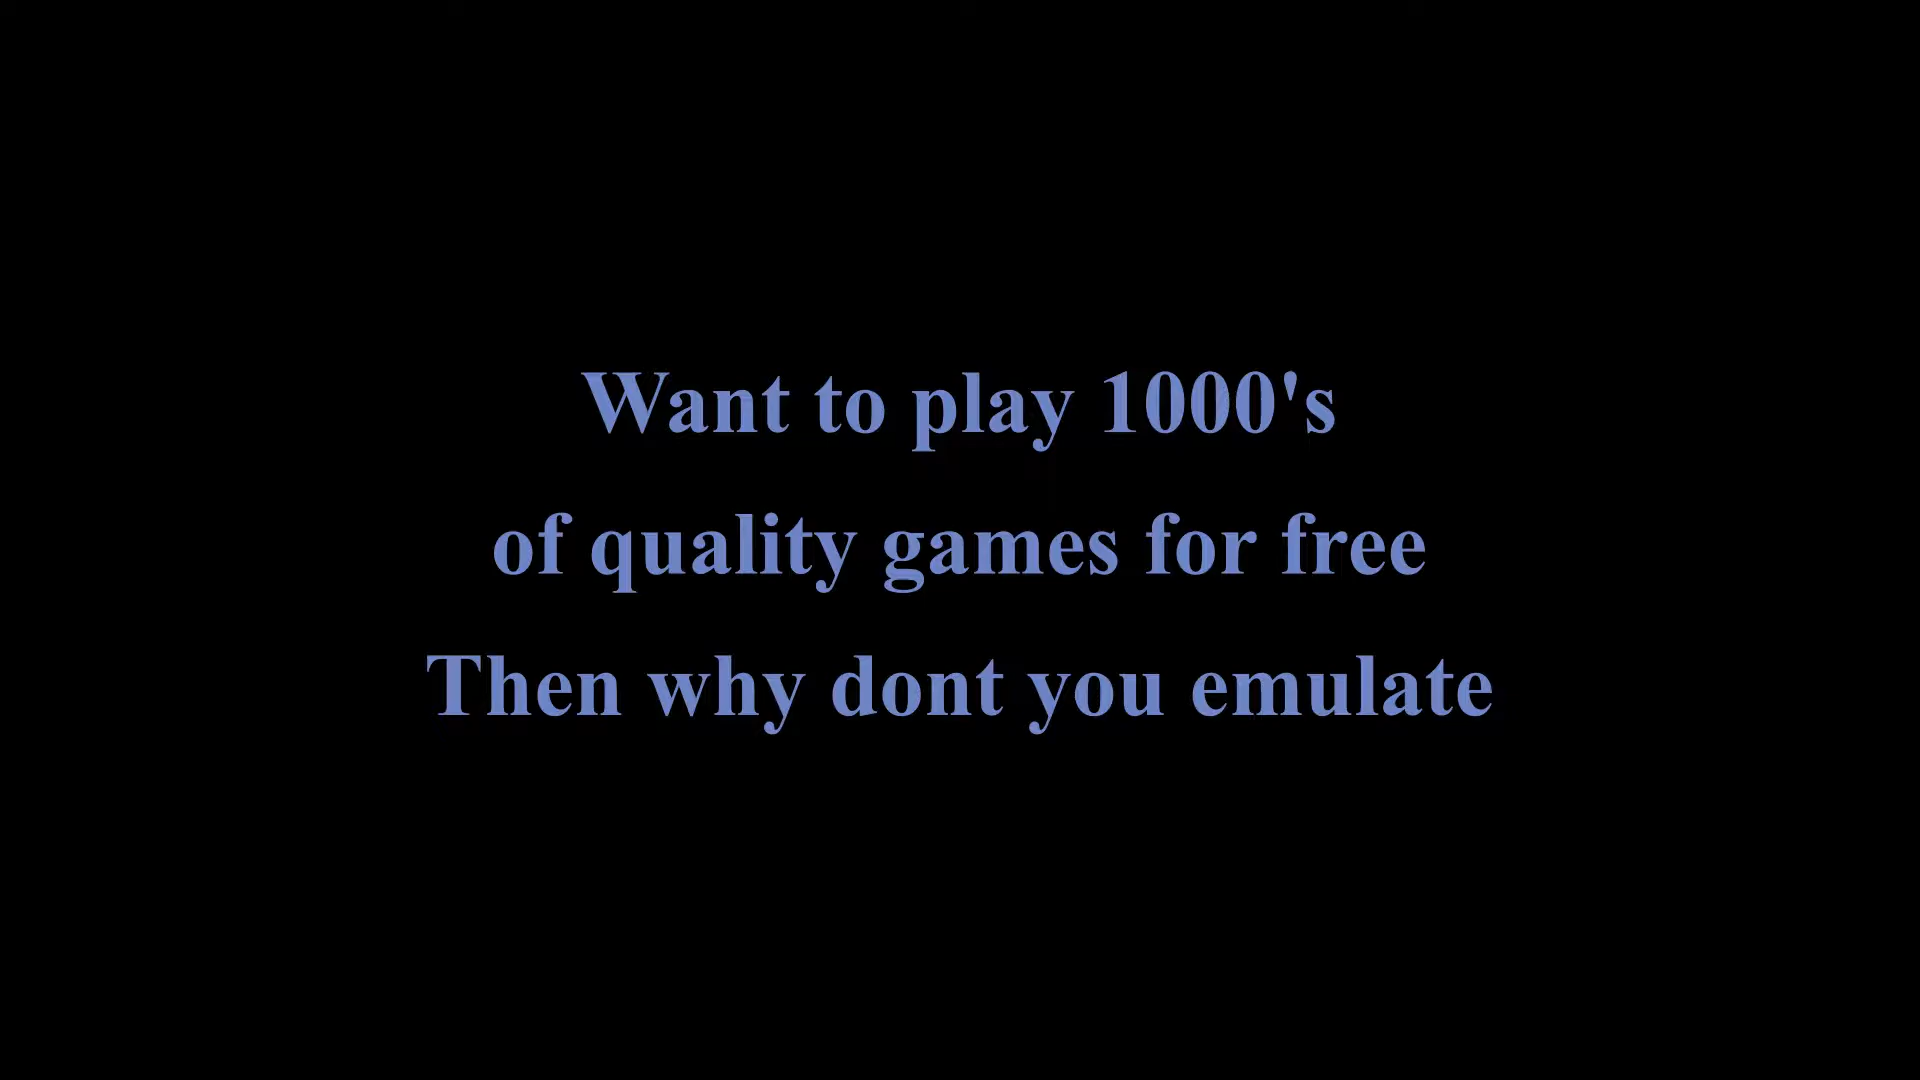 Want to play 1000's
of quality games for free
Then why dont you emulate